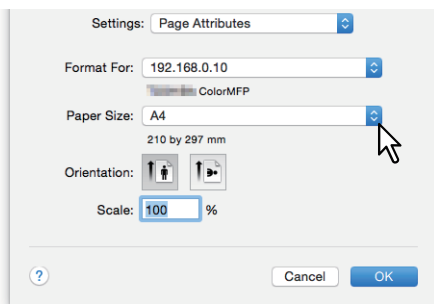 Settings: Page Attributes
Format For: 192.168.0.10
ColorMFP
Paper Size: A4
210 by 297 mm
Orientation:
Scale: 100 %
? Cancel OK